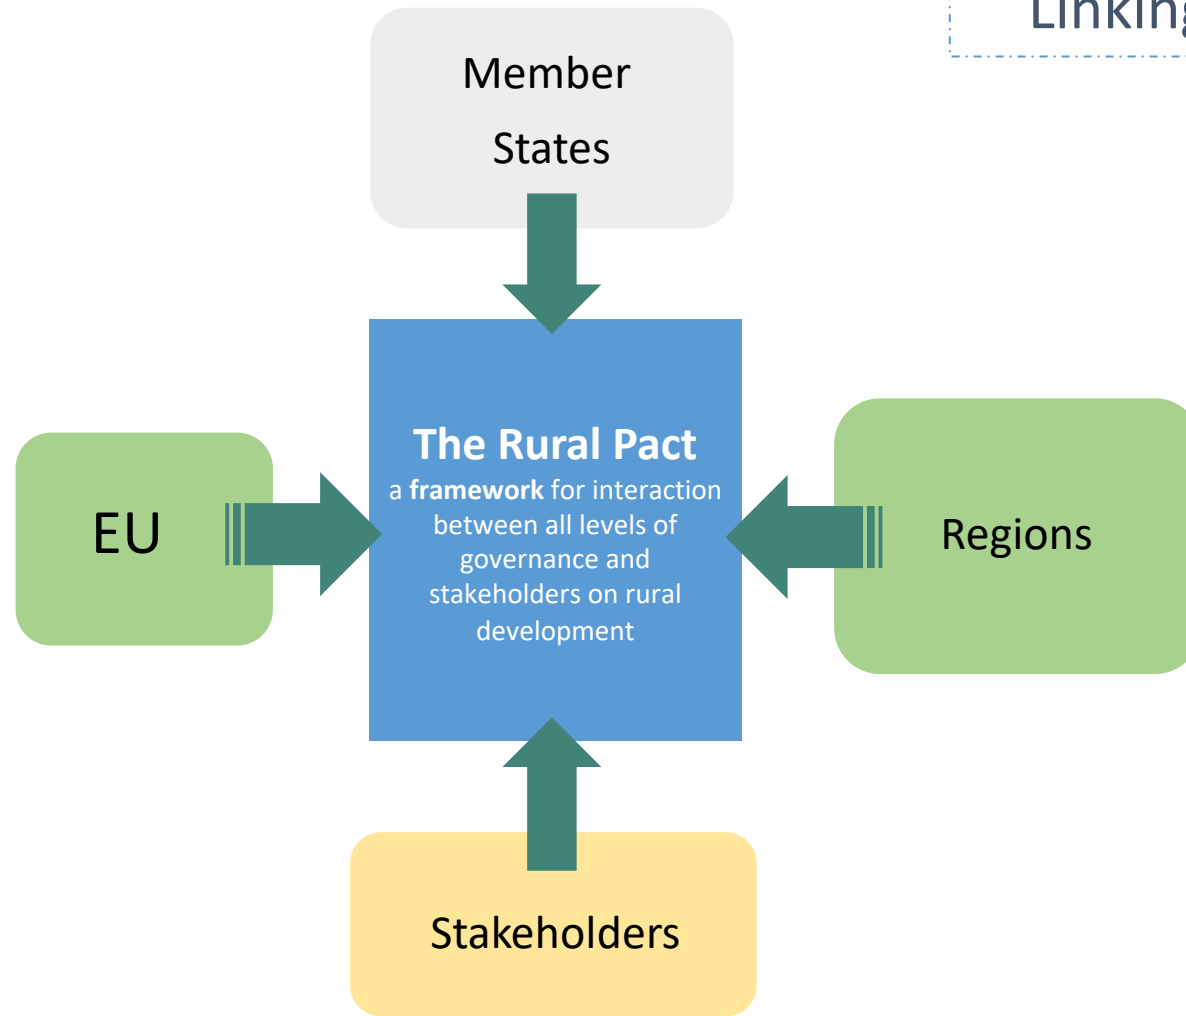 Linking
Member
States
The Rural Pact
a framework for interaction
between all levels of
governance and
stakeholders on rural
development
EU
Regions
Stakeholders